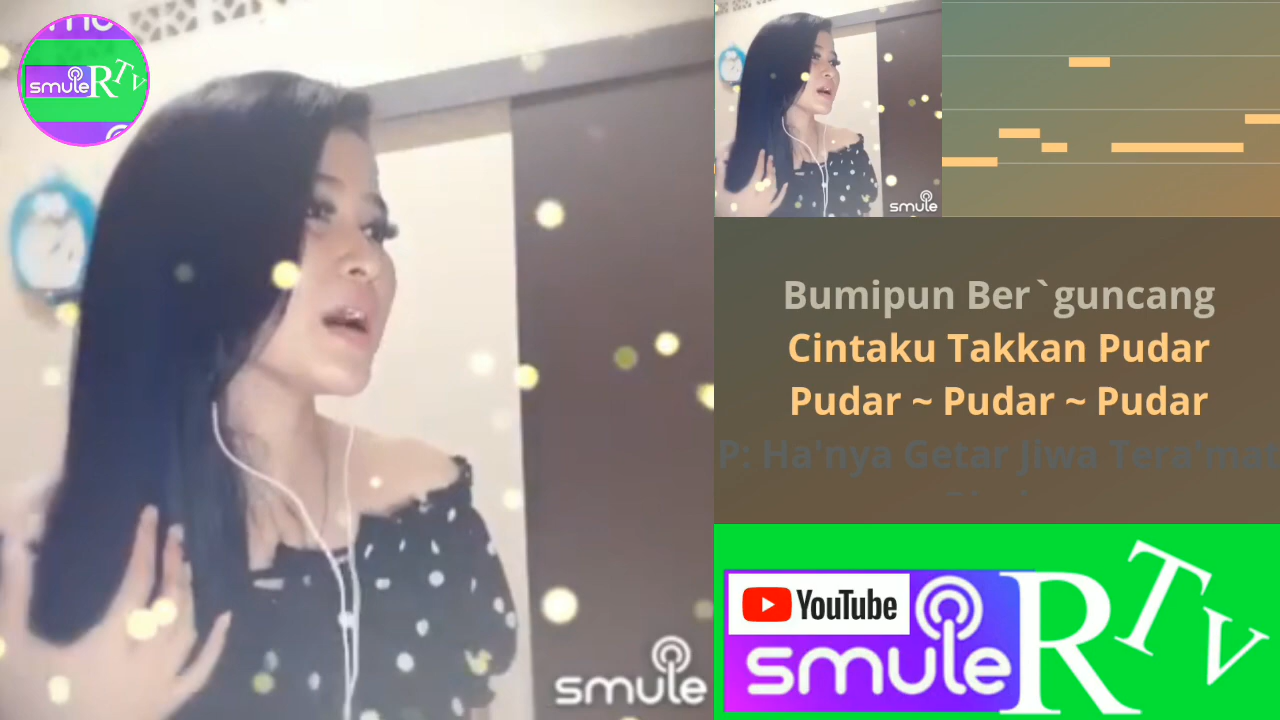 smule
RTV
smule
smule
Bumipun Ber`guncang
Cintaku Takkan Pudar
Pudar ~ Pudar ~ Pudar
P: Ha'nya Getar Jiwa Tera'mat
YouTube
smule
RTV